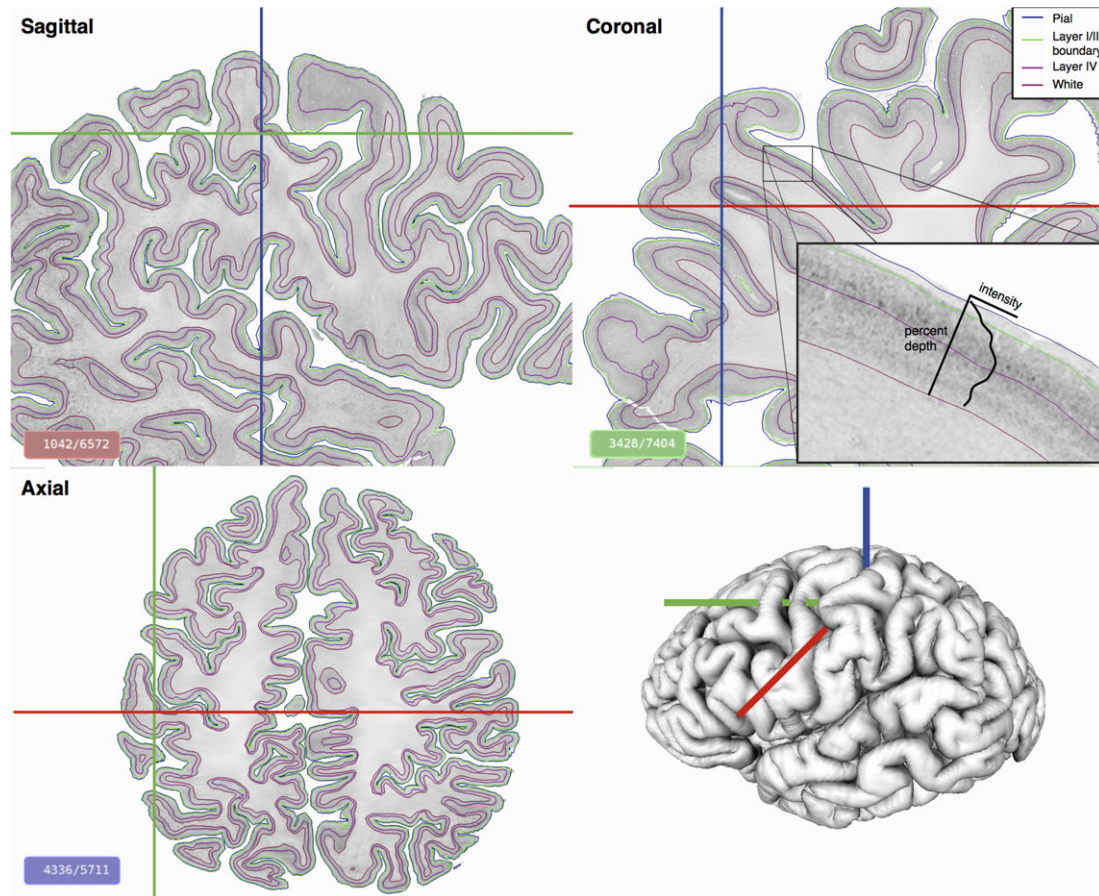 Sagittal
Coronal
Pial
Layer I/II
boundary
Layer IV
White
intensity
percent
depth
1042/6572
3428/7404
Axial
4336/5711